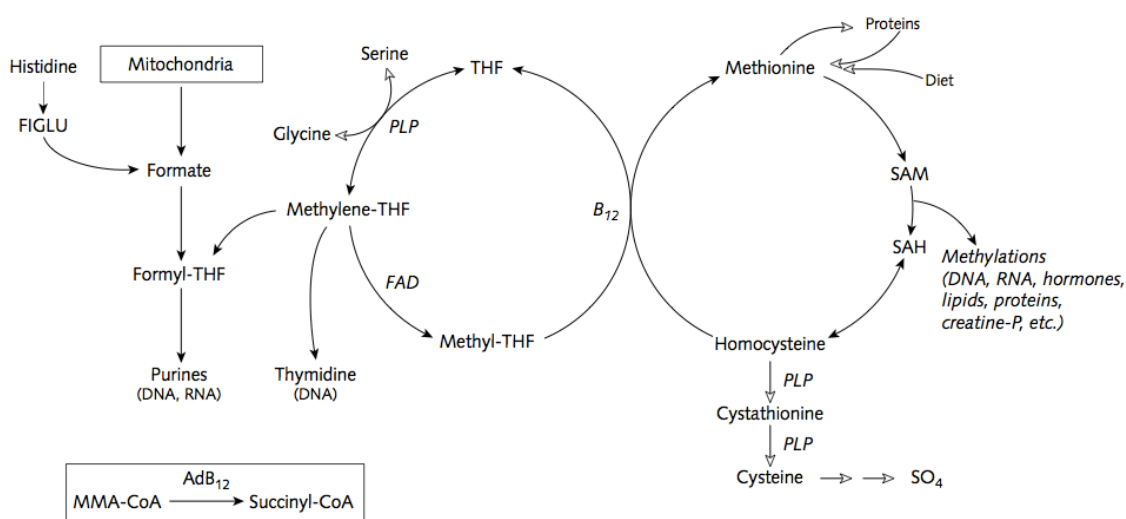 Proteins
Serine
Histidine
Mitochondria
THF
Methionine
Diet
FIGLU
Glycine
PLP
Formate
SAM
Methylene-THF
B12
SAH
Methylations
(DNA, RNA, hormones,
lipids, proteins,
creatine-P, etc.)
Formyl-THF
FAD
Methyl-THF
Homocysteine
Purines
(DNA, RNA)
Thymidine
(DNA)
PLP
Cystathionine
PLP
Cysteine
SO4
AdB12
MMA-CoA
Succinyl-CoA